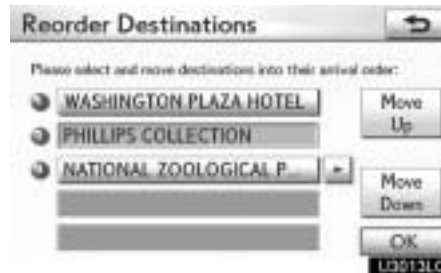 Reorder Destinations
Please select and move destinations into their arrival order:
WASHINGTON PLAZA HOTEL
PHILLIPS COLLECTION
NATIONAL ZOOLOGICAL P...
Move
Up
Move
Down
OK